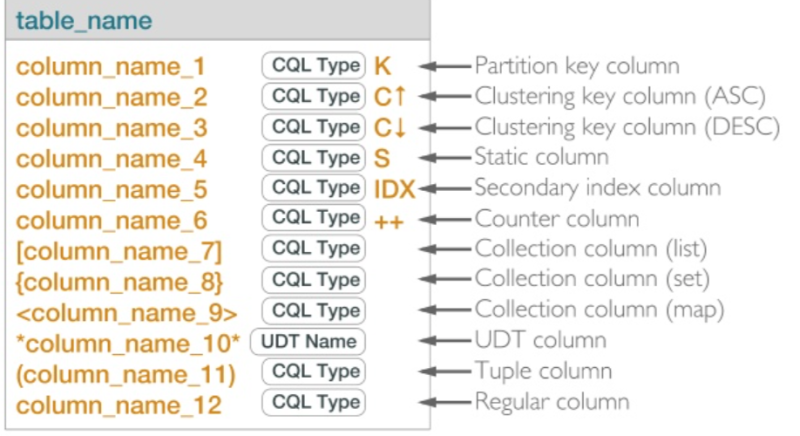 table_name
column_name_1 CQL Type K Partition key column
column_name_2 CQL Type C↑ Clustering key column (ASC)
column_name_3 CQL Type C↓ Clustering key column (DESC)
column_name_4 CQL Type S Static column
column_name_5 CQL Type IDX Secondary index column
column_name_6 CQL Type ++ Counter column
[column_name_7] CQL Type Collection column (list)
{column_name_8} CQL Type Collection column (set)
<column_name_9> CQL Type Collection column (map)
*column_name_10* UDT Name UDT column
(column_name_11) CQL Type Tuple column
column_name_12 CQL Type Regular column